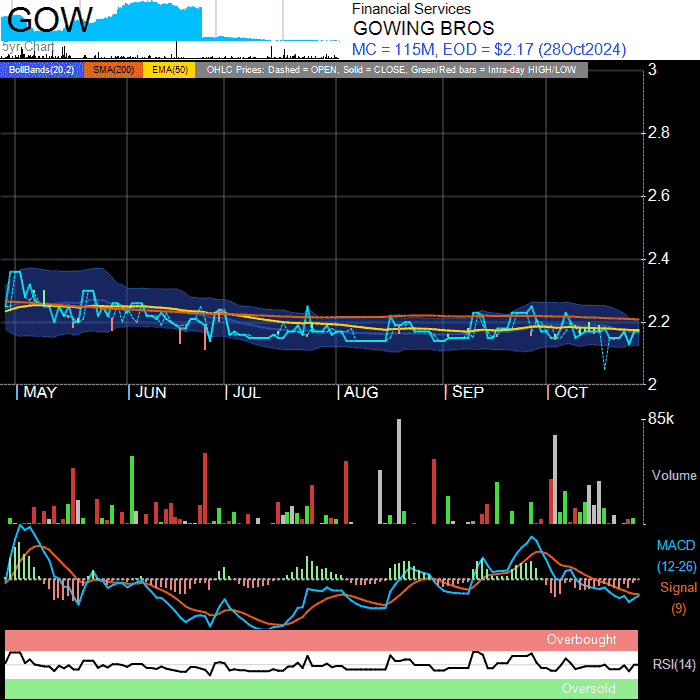 GOW
5yr Chart
Financial Services
GOWING BROS
MC = 115M, EOD = $2.17 (28Oct2024)
BollBands(20,2) SMA(200) EMA(50) OHLC Prices: Dashed = OPEN, Solid = CLOSE, Green/Red bars = Intra-day HIGH/LOW
3
2.8
2.6
2.4
2.2
2
MAY JUN JUL AUG SEP OCT
85k
Volume
MACD
(12-26)
Signal
(9)
Overbought
RSI(14)
Oversold